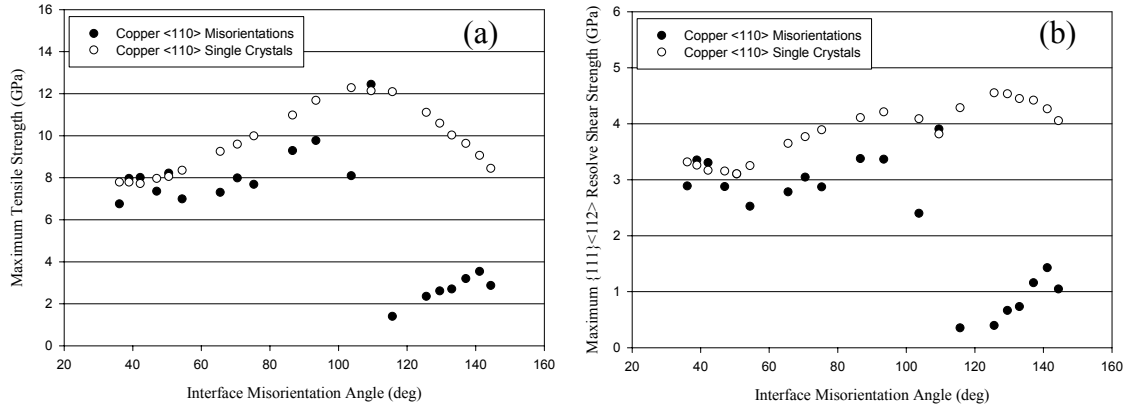 (a)
Copper <110> Misorientations
Copper <110> Single Crystals
Maximum Tensile Strength (GPa)
16
14
12
10
8
6
4
2
0
20 40 60 80 100 120 140 160
Interface Misorientation Angle (deg)
(b)
Copper <110> Misorientations
Copper <110> Single Crystals
Maximum {111}<112> Resolve Shear Strength (GPa)
6
5
4
3
2
1
0
20 40 60 80 100 120 140 160
Interface Misorientation Angle (deg)